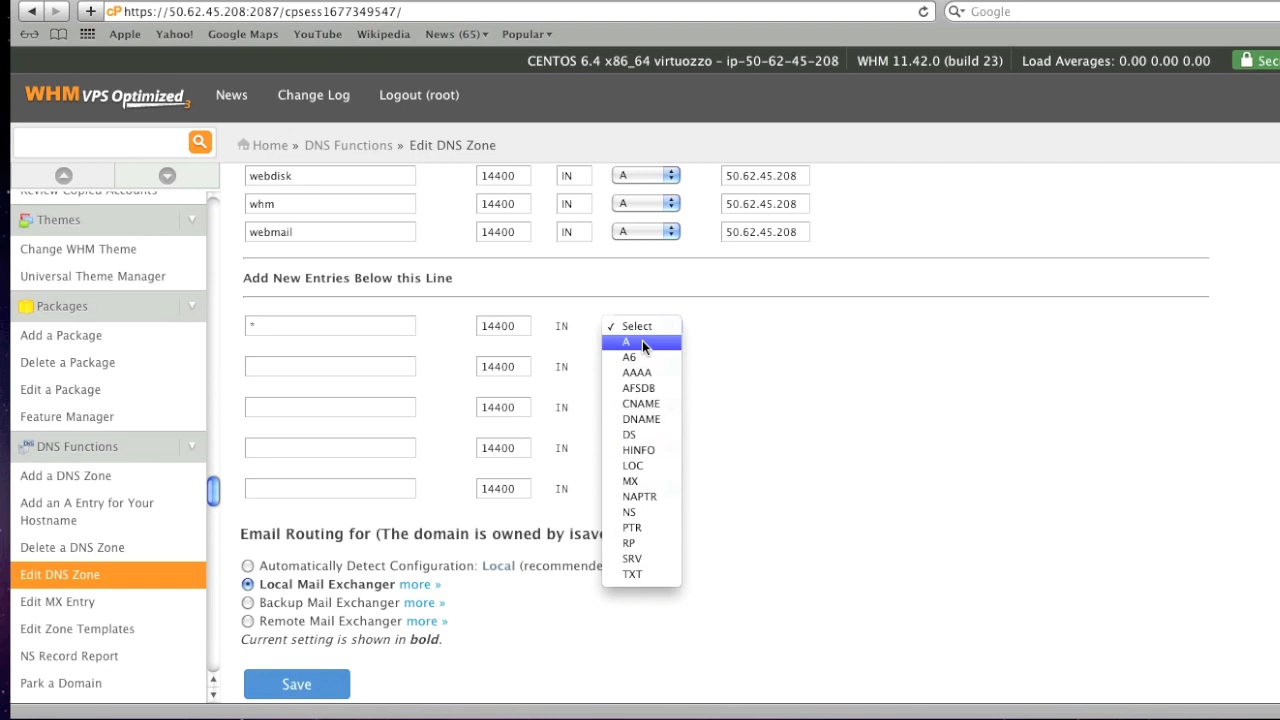 https://50.62.45.208:2087/cpsess1677349547/
Google
Apple Yahoo! Google Maps YouTube Wikipedia News (65) Popular
CENTOS 6.4 x86_64 virtuozzo – ip-50-62-45-208 WHM 11.42.0 (build 23) Load Averages: 0.00 0.00 0.00 Sec
WHM VPS Optimized 3 News Change Log Logout (root)
Home » DNS Functions » Edit DNS Zone
Review Copied Accounts
Themes
Change WHM Theme
Universal Theme Manager
Packages
Add a Package
Delete a Package
Edit a Package
Feature Manager
DNS Functions
Add a DNS Zone
Add an A Entry for Your
Hostname
Delete a DNS Zone
Edit DNS Zone
Edit MX Entry
Edit Zone Templates
NS Record Report
Park a Domain
webdisk 14400 IN A 50.62.45.208
whm 14400 IN A 50.62.45.208
webmail 14400 IN A 50.62.45.208
Add New Entries Below this Line
* 14400 IN
14400 IN
14400 IN
14400 IN
14400 IN
✓ Select
A
A6
AAAA
AFSDB
CNAME
DNAME
DS
HINFO
LOC
MX
NAPTR
NS
PTR
RP
SRV
TXT
Email Routing for (The domain is owned by isave
Automatically Detect Configuration: Local (recommende
Local Mail Exchanger more »
Backup Mail Exchanger more »
Remote Mail Exchanger more »
Current setting is shown in bold.
Save